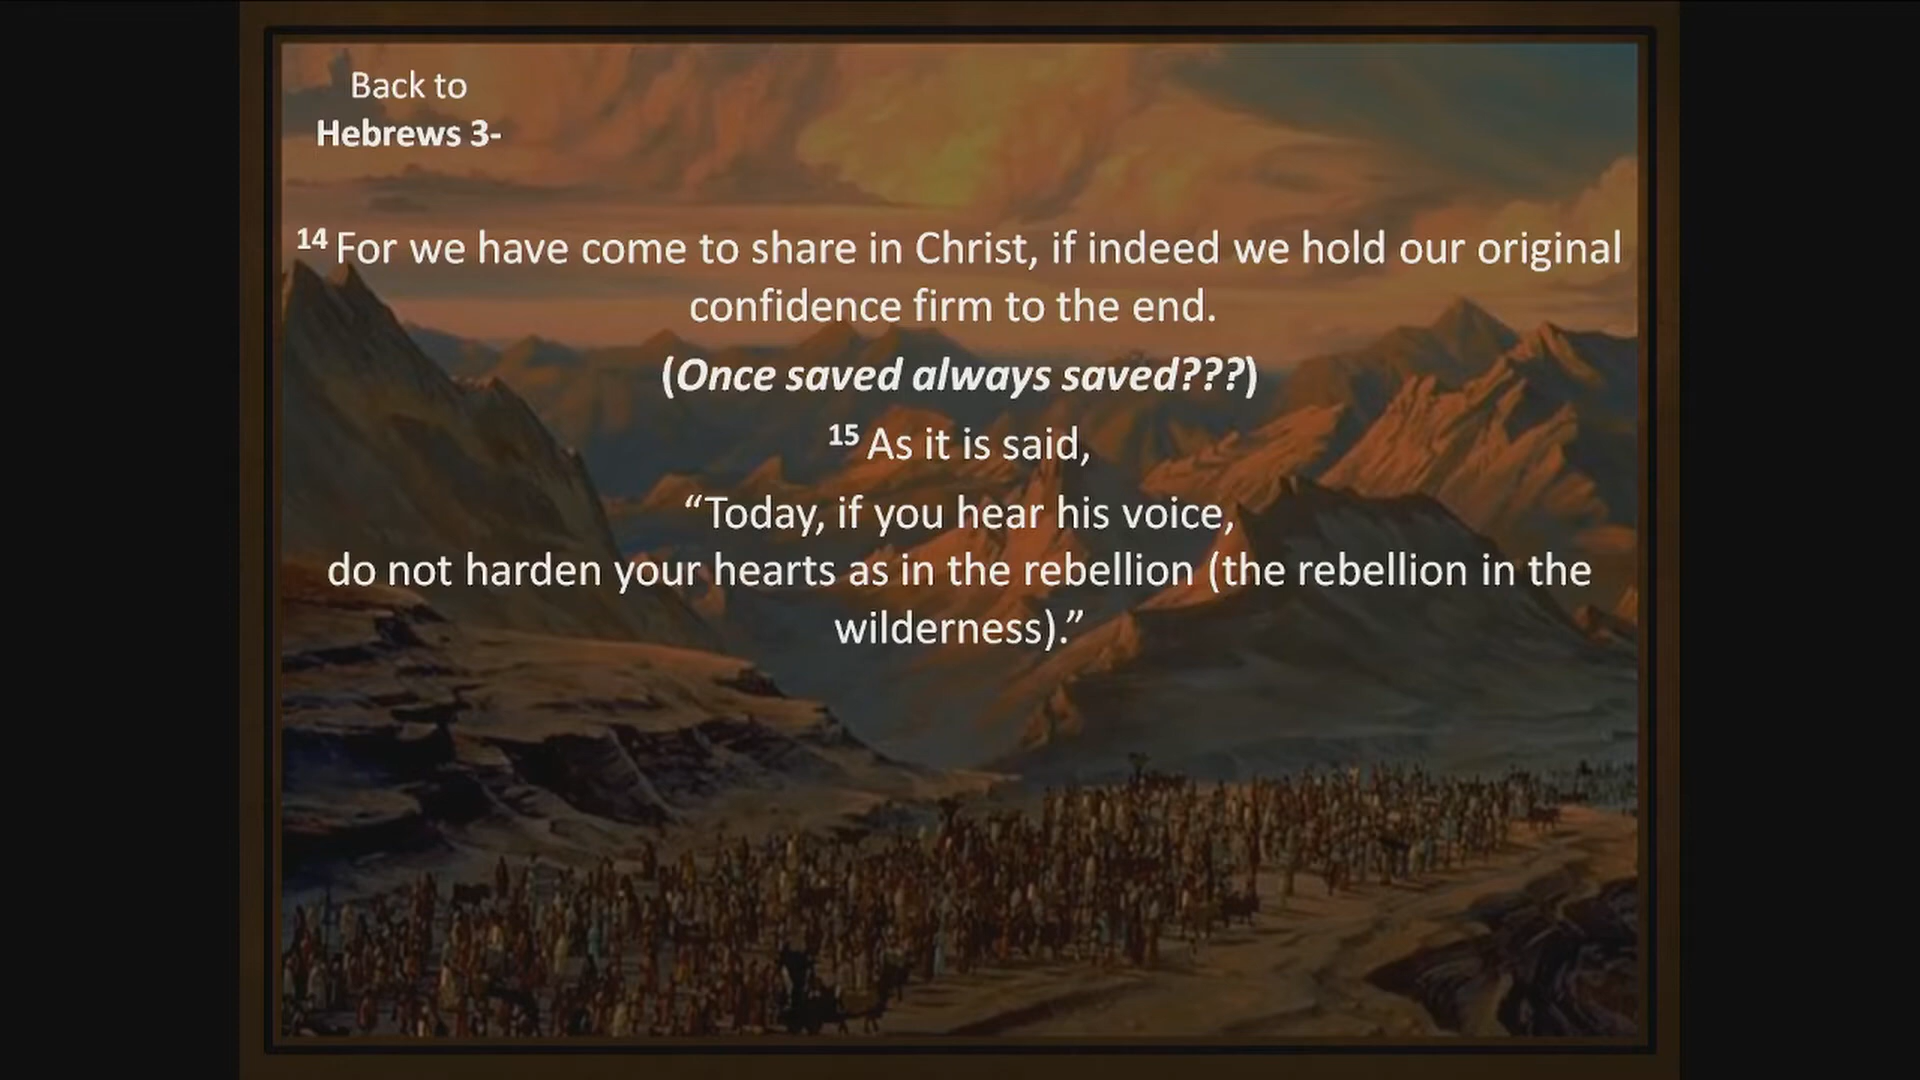 Back to
Hebrews 3-
14 For we have come to share in Christ, if indeed we hold our original
confidence firm to the end.
(Once saved always saved???)
15 As it is said,
“Today, if you hear his voice,
do not harden your hearts as in the rebellion (the rebellion in the
wilderness).”